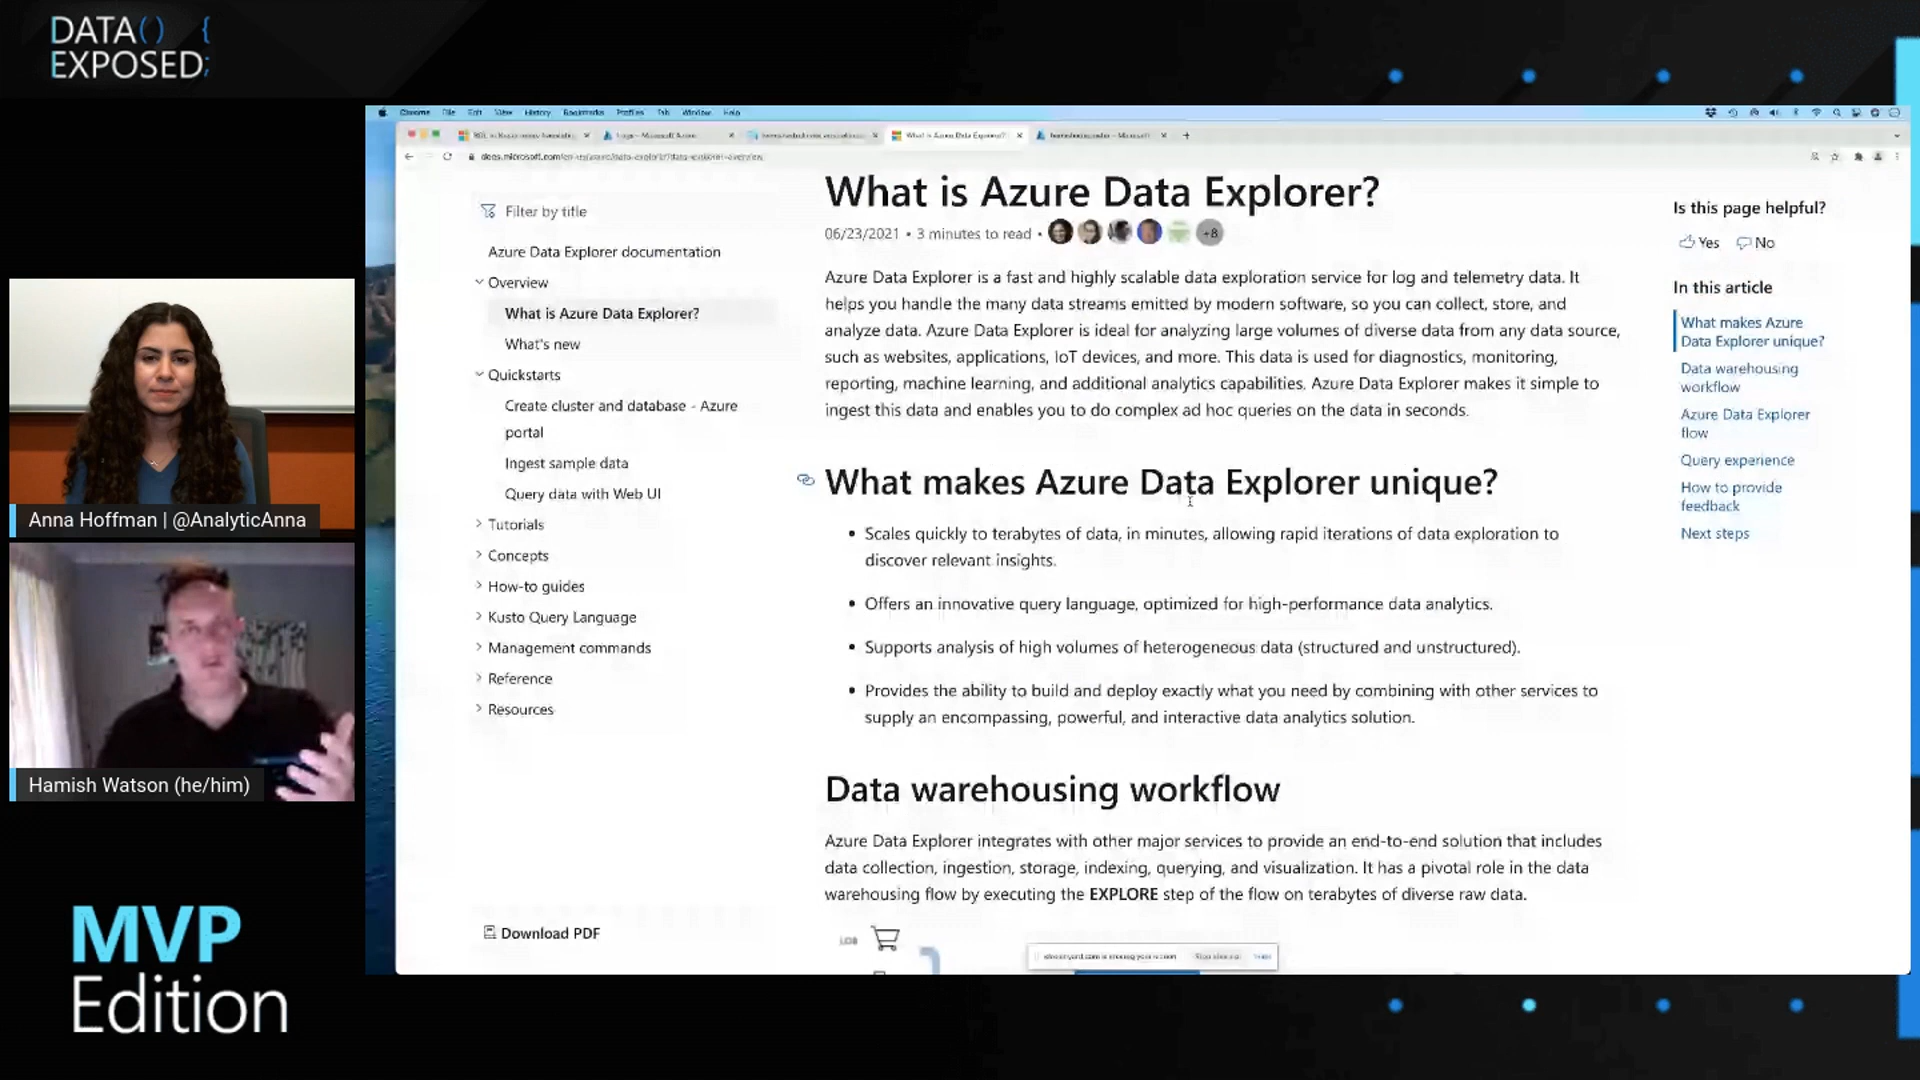 DATA() {
EXPOSED;
Chrome File Edit View History Bookmarks Profiles Tab Window Help
What is Azure Data Explorer?
Filter by title
Azure Data Explorer documentation
Overview
What is Azure Data Explorer?
What's new
Quickstarts
Create cluster and database - Azure
portal
Ingest sample data
Query data with Web UI
Tutorials
Concepts
How-to guides
Kusto Query Language
Management commands
Reference
Resources
Download PDF
What is Azure Data Explorer?
06/23/2021 • 3 minutes to read • +8
Azure Data Explorer is a fast and highly scalable data exploration service for log and telemetry data. It
helps you handle the many data streams emitted by modern software, so you can collect, store, and
analyze data. Azure Data Explorer is ideal for analyzing large volumes of diverse data from any data source,
such as websites, applications, IoT devices, and more. This data is used for diagnostics, monitoring,
reporting, machine learning, and additional analytics capabilities. Azure Data Explorer makes it simple to
ingest this data and enables you to do complex ad hoc queries on the data in seconds.
What makes Azure Data Explorer unique?
• Scales quickly to terabytes of data, in minutes, allowing rapid iterations of data exploration to
discover relevant insights.
• Offers an innovative query language, optimized for high-performance data analytics.
• Supports analysis of high volumes of heterogeneous data (structured and unstructured).
• Provides the ability to build and deploy exactly what you need by combining with other services to
supply an encompassing, powerful, and interactive data analytics solution.
Data warehousing workflow
Azure Data Explorer integrates with other major services to provide an end-to-end solution that includes
data collection, ingestion, storage, indexing, querying, and visualization. It has a pivotal role in the data
warehousing flow by executing the EXPLORE step of the flow on terabytes of diverse raw data.
LOB
Is this page helpful?
Yes No
In this article
What makes Azure
Data Explorer unique?
Data warehousing
workflow
Azure Data Explorer
flow
Query experience
How to provide
feedback
Next steps
Anna Hoffman | @AnalyticAnna
Hamish Watson (he/him)
MVP
Edition